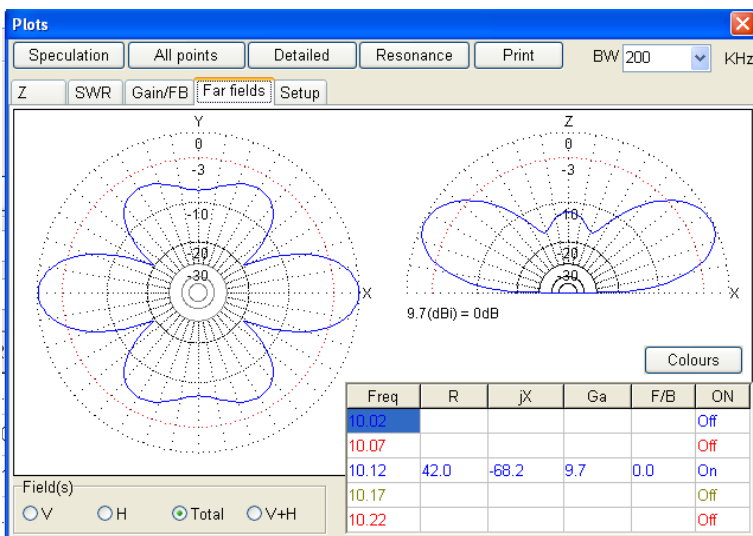 Plots
Speculation All points Detailed Resonance Print BW 200 KHz
Z SWR Gain/FB Far fields Setup
Y
0
-3
-10
-20
-30
X
Z
0
-3
-10
-20
-30
X
9.7(dBi) = 0dB
Colours
Freq R jX Ga F/B ON
10.02 Off
10.07 Off
10.12 42.0 -68.2 9.7 0.0 On
10.17 Off
10.22 Off
Field(s)
V H Total V+H